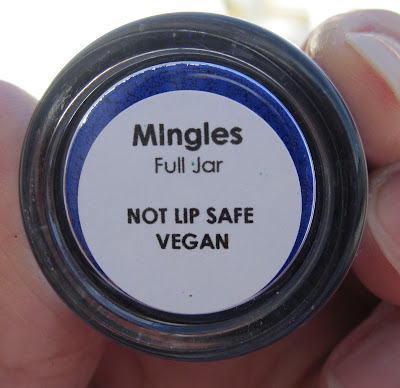 Mingles
Full Jar
NOT LIP SAFE
VEGAN